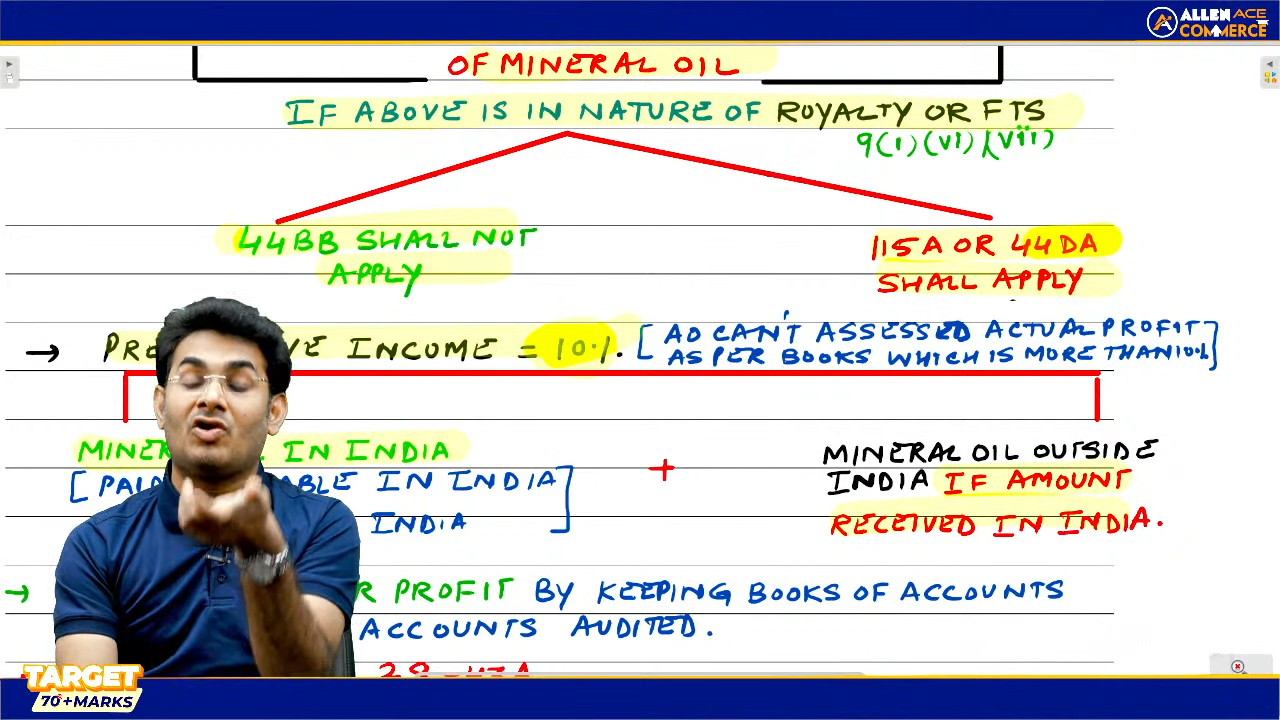 ALLEN ACE
COMMERCE
OF MINERAL OIL
IF ABOVE IS IN NATURE OF ROYALTY OR FTS
9(1)(vi)/(vii)
44BB SHALL NOT
APPLY
115A OR 44DA
SHALL APPLY
→ PRE VE INCOME = 10%. [AO CAN'T ASSESSED ACTUAL PROFIT
AS PER BOOKS WHICH IS MORE THAN 10%]
MINER IN INDIA
[PAI ABLE IN INDIA
INDIA]
+
MINERAL OIL OUTSIDE
INDIA IF AMOUNT
RECEIVED IN INDIA.
→ R PROFIT BY KEEPING BOOKS OF ACCOUNTS
ACCOUNTS AUDITED.
TARGET
70+MARKS